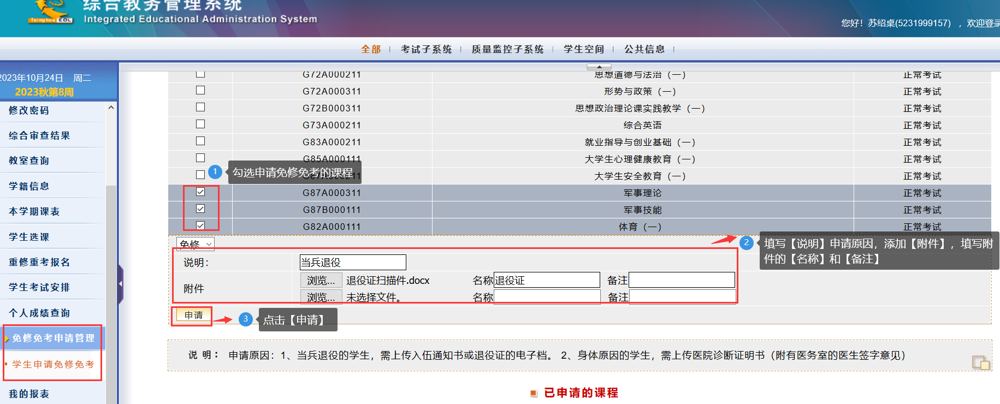 综合教务管理系统
Tsinghua EOL
Integrated Educational Administration System
您好！苏绍桌(5231999157) ，欢迎登录
全部 | 考试子系统 | 质量监控子系统 | 学生空间 | 公共信息 |
2023年10月24日 周二
2023秋第8周
修改密码
综合审查结果
教室查询
学籍信息
本学期课表
学生选课
重修重考报名
学生考试安排
个人成绩查询
免修免考申请管理
学生申请免修免考
我的报表
G72A000211 思想道德与法治（一） 正常考试
G72A000311 形势与政策（一） 正常考试
G72B000311 思想政治理论课实践教学（一） 正常考试
G73A000211 综合英语 正常考试
G83A000211 就业指导与创业基础（一） 正常考试
G85A000111 大学生心理健康教育（一） 正常考试
1 勾选申请免修免考的课程
G87A000211 大学生安全教育（一） 正常考试
G87A000311 军事理论 正常考试
G87B000111 军事技能 正常考试
G82A000111 体育（一） 正常考试
免修
2 填写【说明】申请原因，添加【附件】，填写附
件的【名称】和【备注】
说明： 当兵退役
附件
浏览... 退役证扫描件.docx 名称 退役证 备注
浏览... 未选择文件。 名称 备注
申请
3 点击【申请】
说 明： 申请原因：1、当兵退役的学生，需上传入伍通知书或退役证的电子档。 2、身体原因的学生，需上传医院诊断证明书（附有医务室的医生签字意见）
已申请的课程